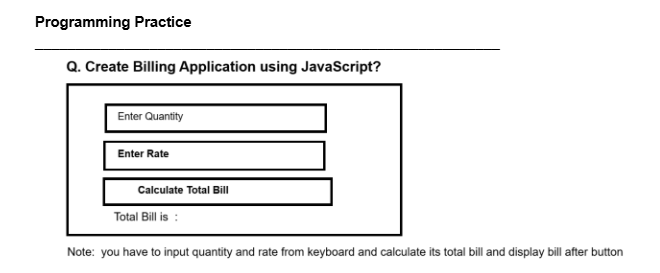 Programming Practice
Q. Create Billing Application using JavaScript?
Enter Quantity
Enter Rate
Calculate Total Bill
Total Bill is :
Note: you have to input quantity and rate from keyboard and calculate its total bill and display bill after button